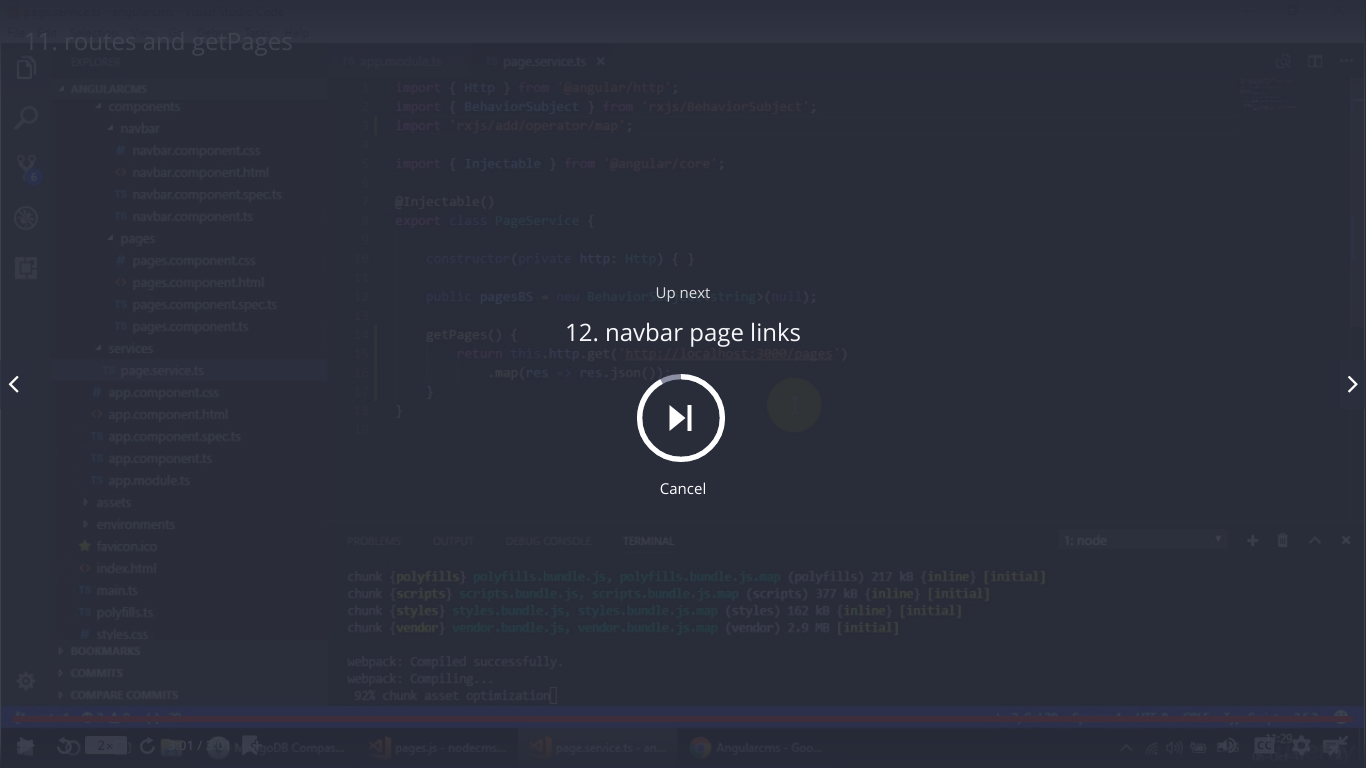 11. routes and getPages
EXPLORER
app.module.ts
page.service.ts ×
ANGULARCMS
components
navbar
navbar.component.css
navbar.component.html
navbar.component.spec.ts
navbar.component.ts
pages
pages.component.css
pages.component.html
pages.component.spec.ts
pages.component.ts
services
page.service.ts
app.component.css
app.component.html
app.component.spec.ts
app.component.ts
app.module.ts
assets
environments
favicon.ico
index.html
main.ts
polyfills.ts
styles.css
BOOKMARKS
COMMITS
COMPARE COMMITS
import { Http } from '@angular/http';
import { BehaviorSubject } from 'rxjs/BehaviorSubject';
import 'rxjs/add/operator/map';
import { Injectable } from '@angular/core';
@Injectable()
export class PageService {
constructor(private http: Http) { }
public pagesBS = new BehaviorSubject<string>(null);
getPages() {
return this.http.get('http://localhost:3000/pages')
.map(res => res.json());
}
}
Up next
12. navbar page links
Cancel
PROBLEMS OUTPUT DEBUG CONSOLE TERMINAL
1: node
chunk {polyfills} polyfills.bundle.js, polyfills.bundle.js.map (polyfills) 217 kB {inline} [initial]
chunk {scripts} scripts.bundle.js, scripts.bundle.js.map (scripts) 377 kB {inline} [initial]
chunk {styles} styles.bundle.js, styles.bundle.js.map (styles) 162 kB {inline} [initial]
chunk {vendor} vendor.bundle.js, vendor.bundle.js.map (vendor) 2.9 MB [initial]
webpack: Compiled successfully.
webpack: Compiling...
92% chunk asset optimization
2x
3:01 / 3:01
MongoDB Compas...
pages.js - nodecms...
page.service.ts - an...
Angularcms - Goo...
CC